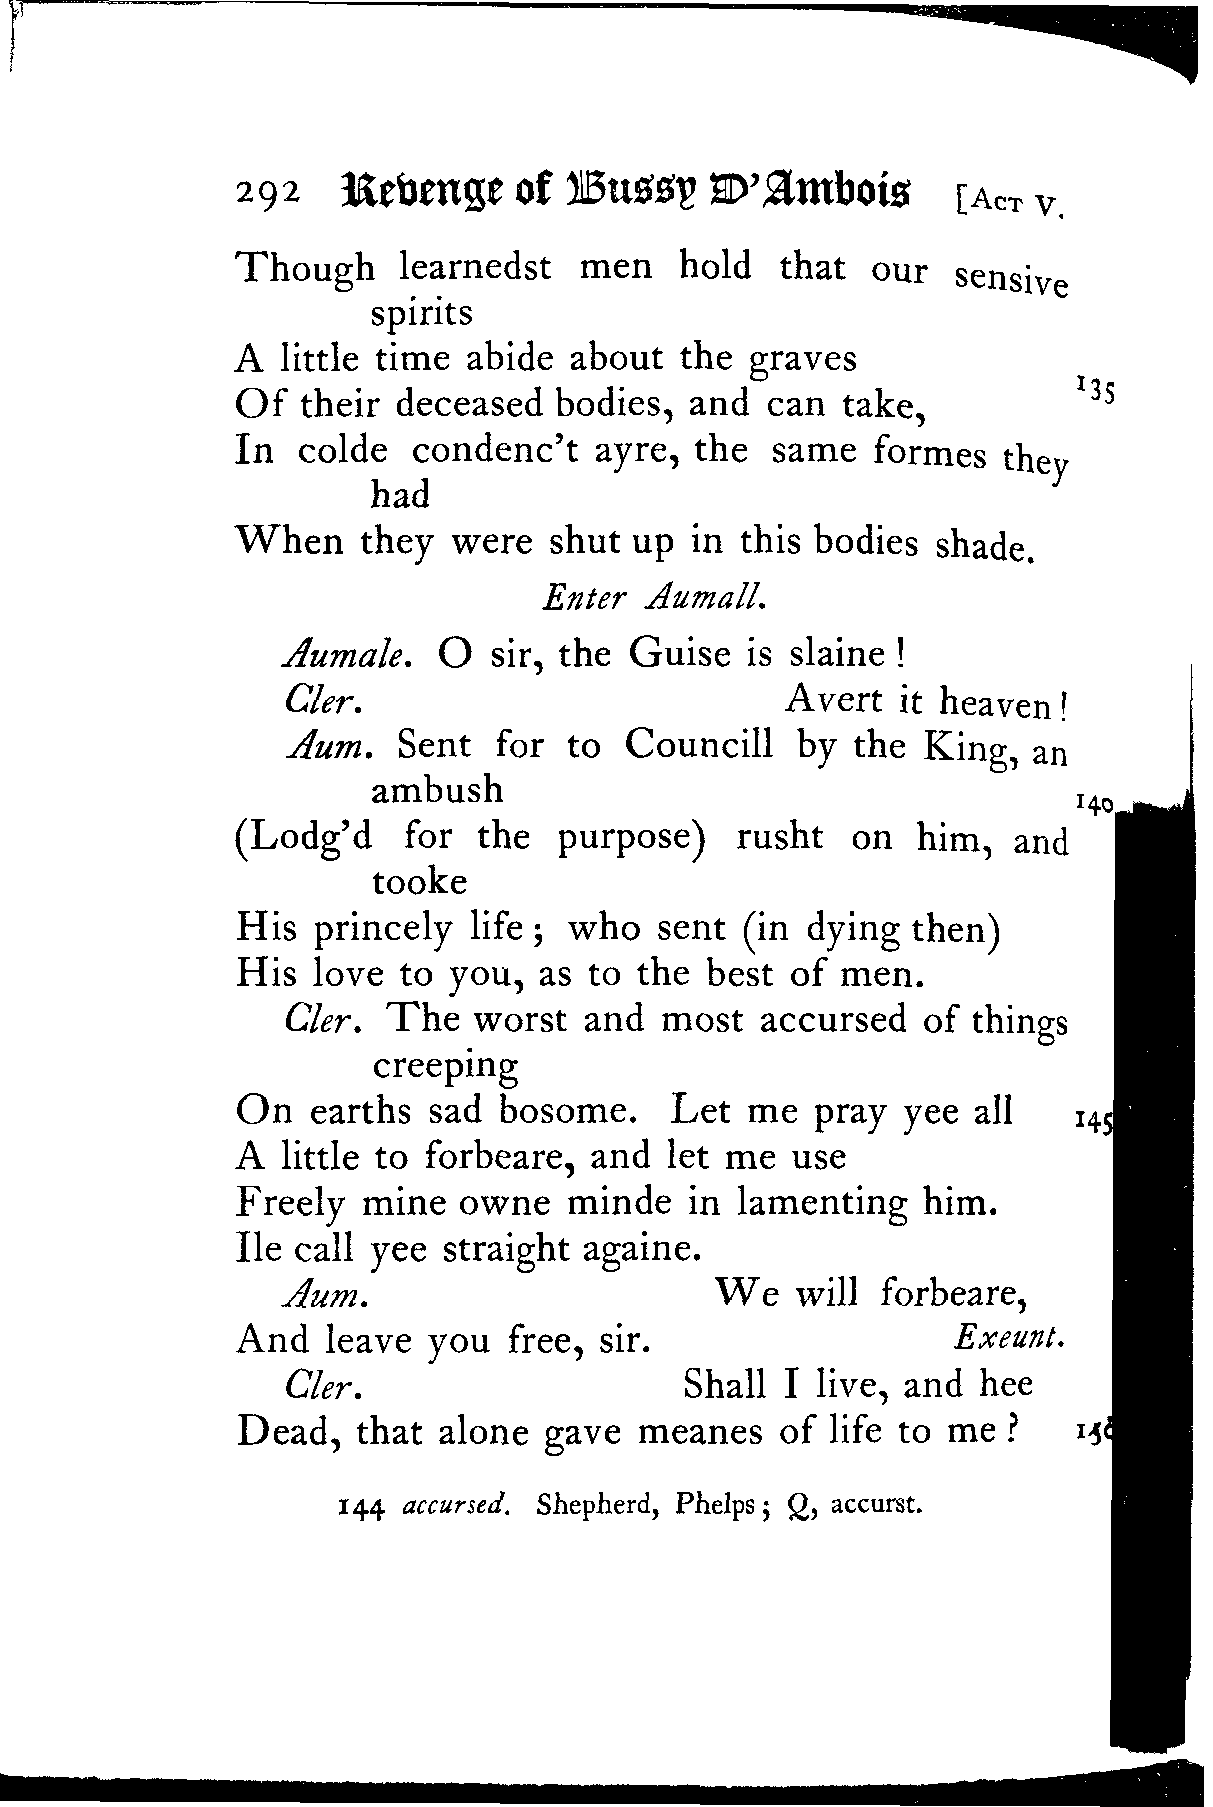 292 Revenge of Bussy D'Ambois [ACT V.
Though learnedst men hold that our sensive
spirits
A little time abide about the graves
Of their deceased bodies, and can take, 135
In colde condenc't ayre, the same formes they
had
When they were shut up in this bodies shade.
Enter Aumall.
Aumale. O sir, the Guise is slaine !
Cler. Avert it heaven !
Aum. Sent for to Councill by the King, an
ambush 140
(Lodg'd for the purpose) rusht on him, and
tooke
His princely life ; who sent (in dying then)
His love to you, as to the best of men.
Cler. The worst and most accursed of things
creeping
On earths sad bosome. Let me pray yee all 145
A little to forbeare, and let me use
Freely mine owne minde in lamenting him.
Ile call yee straight againe.
Aum. We will forbeare,
And leave you free, sir. Exeunt.
Cler. Shall I live, and hee
Dead, that alone gave meanes of life to me ? 150
144 accursed. Shepherd, Phelps ; Q, accurst.